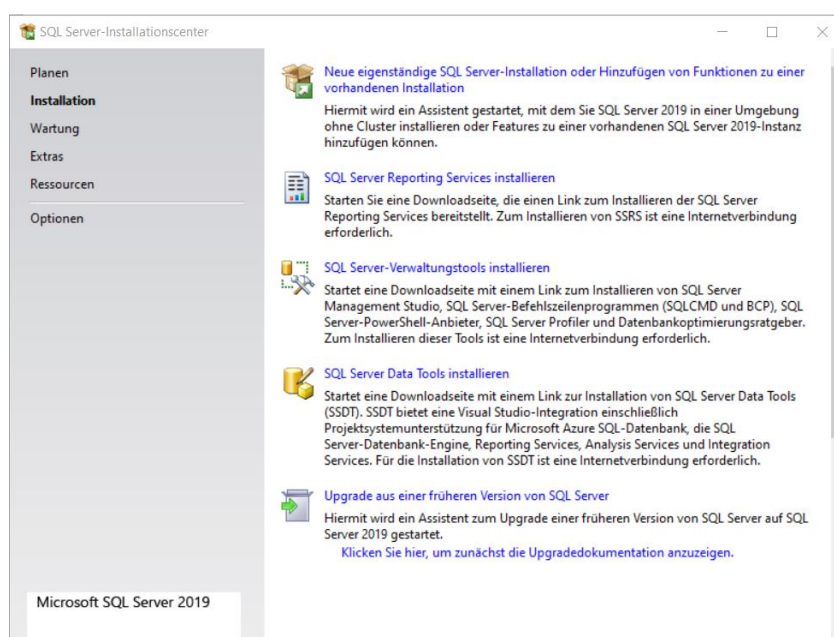 SQL Server-Installationscenter
Planen
Installation
Wartung
Extras
Ressourcen
Optionen
Microsoft SQL Server 2019
Neue eigenständige SQL Server-Installation oder Hinzufügen von Funktionen zu einer
vorhandenen Installation
Hiermit wird ein Assistent gestartet, mit dem Sie SQL Server 2019 in einer Umgebung
ohne Cluster installieren oder Features zu einer vorhandenen SQL Server 2019-Instanz
hinzufügen können.
SQL Server Reporting Services installieren
Starten Sie eine Downloadseite, die einen Link zum Installieren der SQL Server
Reporting Services bereitstellt. Zum Installieren von SSRS ist eine Internetverbindung
erforderlich.
SQL Server-Verwaltungstools installieren
Startet eine Downloadseite mit einem Link zum Installieren von SQL Server
Management Studio, SQL Server-Befehlszeilenprogrammen (SQLCMD und BCP), SQL
Server-PowerShell-Anbieter, SQL Server Profiler und Datenbankoptimierungsratgeber.
Zum Installieren dieser Tools ist eine Internetverbindung erforderlich.
SQL Server Data Tools installieren
Startet eine Downloadseite mit einem Link zur Installation von SQL Server Data Tools
(SSDT). SSDT bietet eine Visual Studio-Integration einschließlich
Projektsystemunterstützung für Microsoft Azure SQL-Datenbank, die SQL
Server-Datenbank-Engine, Reporting Services, Analysis Services und Integration
Services. Für die Installation von SSDT ist eine Internetverbindung erforderlich.
Upgrade aus einer früheren Version von SQL Server
Hiermit wird ein Assistent zum Upgrade einer früheren Version von SQL Server auf SQL
Server 2019 gestartet.
Klicken Sie hier, um zunächst die Upgradedokumentation anzuzeigen.